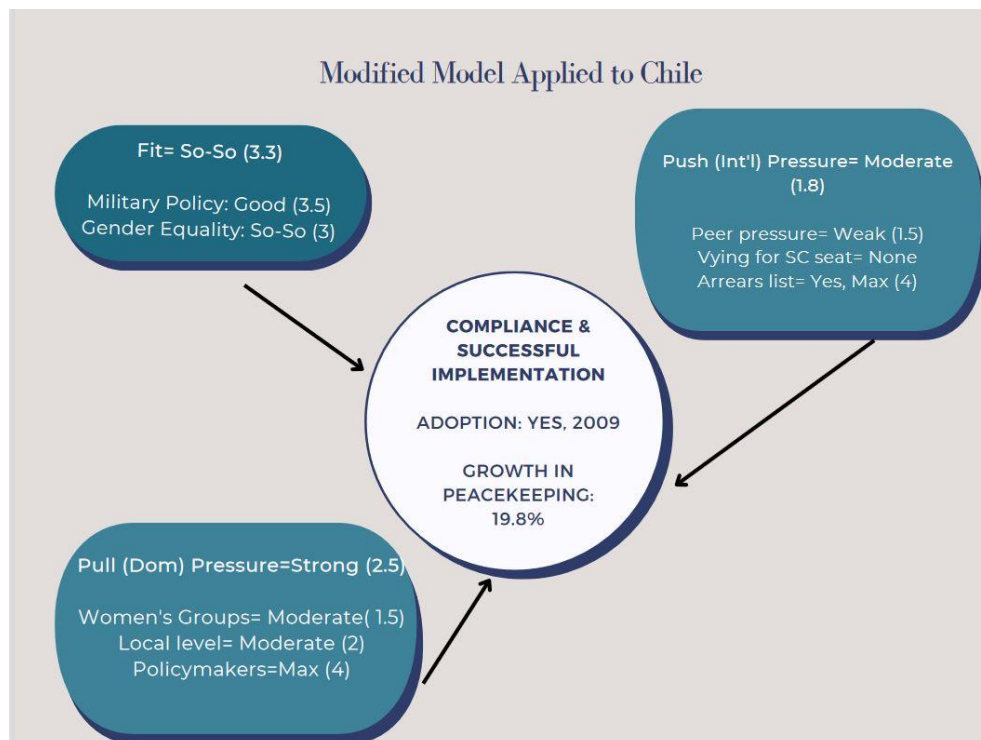 Modified Model Applied to Chile
Fit= So-So (3.3)
Military Policy: Good (3.5)
Gender Equality: So-So (3)
Push (Int'l) Pressure= Moderate
(1.8)
Peer pressure= Weak (1.5)
Vying for SC seat= None
Arrears list= Yes, Max (4)
COMPLIANCE &
SUCCESSFUL
IMPLEMENTATION
ADOPTION: YES, 2009
GROWTH IN
PEACEKEEPING:
19.8%
Pull (Dom) Pressure=Strong (2.5)
Women's Groups= Moderate( 1.5)
Local level= Moderate (2)
Policymakers=Max (4)